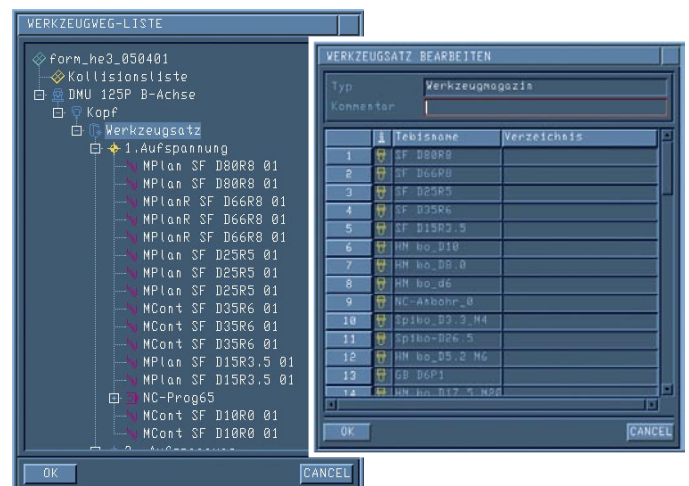 WERKZEUGWEG-LISTE
form_he3_050401
Kollisionsliste
DMU 125P B-Achse
Kopf
Werkzeugsatz
1.Aufspannung
MPlan SF D80R8 01
MPlan SF D80R8 01
MPlanR SF D66R8 01
MPlanR SF D66R8 01
MPlanR SF D66R8 01
MPlan SF D25R5 01
MPlan SF D25R5 01
MPlan SF D25R5 01
MCont SF D35R6 01
MCont SF D35R6 01
MCont SF D35R6 01
MPlan SF D15R3.5 01
MPlan SF D15R3.5 01
NC-Prog65
MCont SF D10R0 01
MCont SF D10R0 01
OK CANCEL
WERKZEUGSATZ BEARBEITEN
Typ Werkzeugmagazin
Kommentar
i Tebisname Verzeichnis
1 SF D80R8
2 SF D66R8
3 SF D25R5
4 SF D35R6
5 SF D15R3.5
6 HM bo_D10
7 HM bo_D8.0
8 HM bo_d6
9 NC-Anbohr_0
10 Spibo_D3.3_M4
11 Spibo-D26.5
12 HM bo_D5.2 M6
13 GB D6P1
14 HM bo D17.5
OK CANCEL